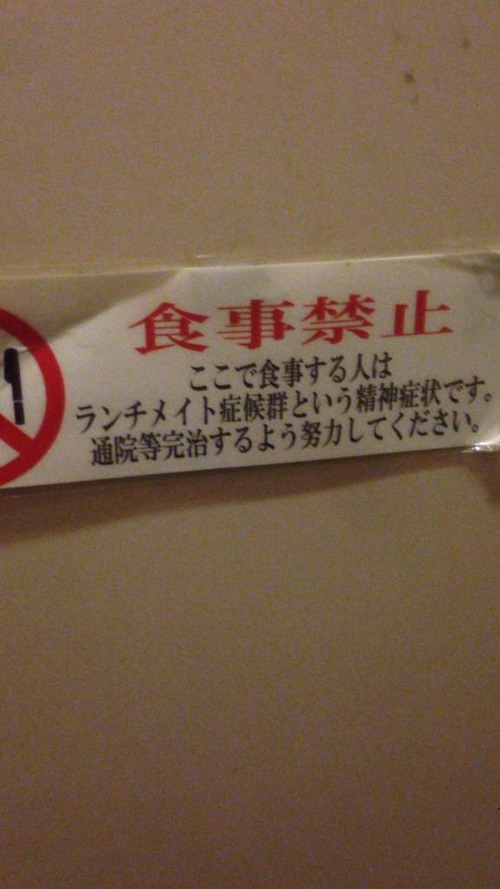 食事禁止
ここで食事する人は
ランチメイト症候群という精神症状です。
通院等完治するよう努力してください。